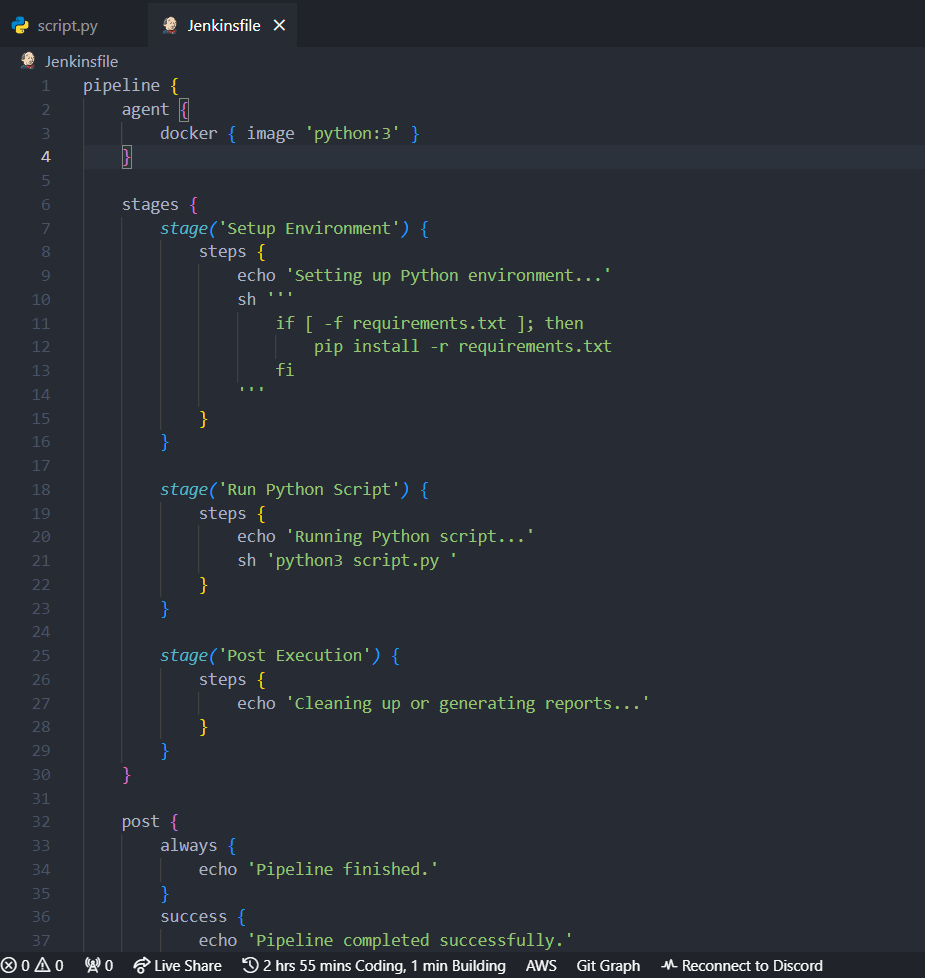 script.py
Jenkinsfile
Jenkinsfile
1 pipeline {
2     agent {
3         docker { image 'python:3' }
4     }
5
6     stages {
7         stage('Setup Environment') {
8             steps {
9                 echo 'Setting up Python environment...'
10                 sh '''
11                     if [ -f requirements.txt ]; then
12                         pip install -r requirements.txt
13                     fi
14                 '''
15             }
16         }
17
18         stage('Run Python Script') {
19             steps {
20                 echo 'Running Python script...'
21                 sh 'python3 script.py '
22             }
23         }
24
25         stage('Post Execution') {
26             steps {
27                 echo 'Cleaning up or generating reports...'
28             }
29         }
30     }
31
32     post {
33         always {
34             echo 'Pipeline finished.'
35         }
36         success {
37             echo 'Pipeline completed successfully.'
0 0 0 Live Share 2 hrs 55 mins Coding, 1 min Building AWS Git Graph Reconnect to Discord